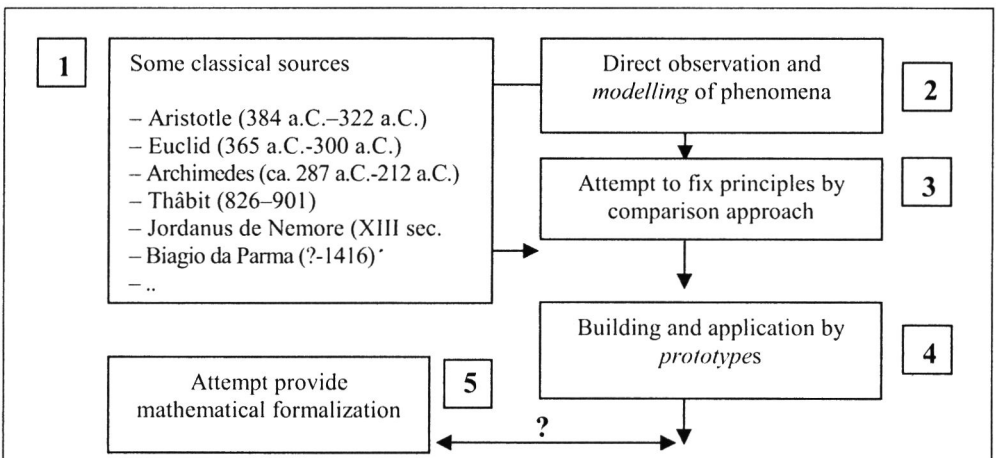 1
Some classical sources
– Aristotle (384 a.C.–322 a.C.)
– Euclid (365 a.C.-300 a.C.)
– Archimedes (ca. 287 a.C.-212 a.C.)
– Thâbit (826–901)
– Jordanus de Nemore (XIII sec.
– Biagio da Parma (?-1416)
– ..
Direct observation and
modelling of phenomena
2
Attempt to fix principles by
comparison approach
3
Building and application by
prototypes
4
Attempt provide
mathematical formalization
5
?